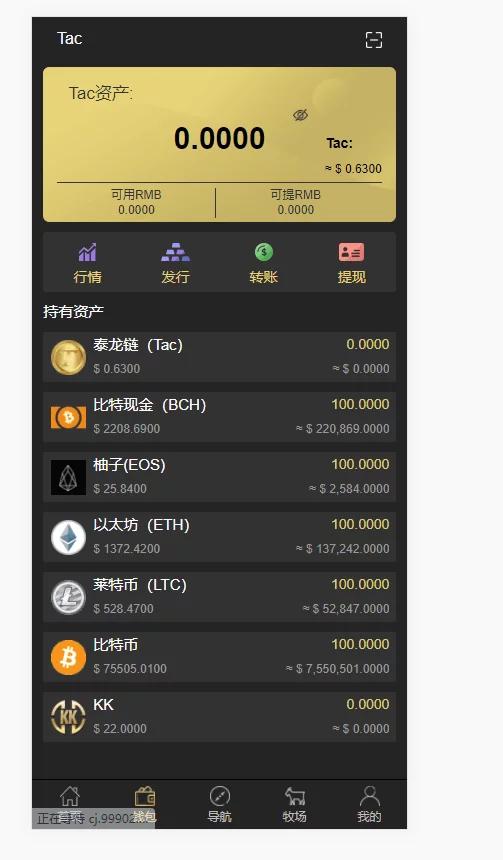 Tac
Tac资产:
0.0000
Tac:
≈ $ 0.6300
可用RMB 可提RMB
0.0000 0.0000
行情 发行 转账 提现
持有资产
泰龙链（Tac） 0.0000
$ 0.6300 ≈ $ 0.0000
比特现金（BCH） 100.0000
$ 2208.6900 ≈ $ 220,869.0000
柚子(EOS) 100.0000
$ 25.8400 ≈ $ 2,584.0000
以太坊（ETH) 100.0000
$ 1372.4200 ≈ $ 137,242.0000
莱特币（LTC） 100.0000
$ 528.4700 ≈ $ 52,847.0000
比特币 100.0000
$ 75505.0100 ≈ $ 7,550,501.0000
KK KK 0.0000
$ 22.0000 ≈ $ 0.0000
首页 钱包 导航 牧场 我的
正在等待 cj.99902